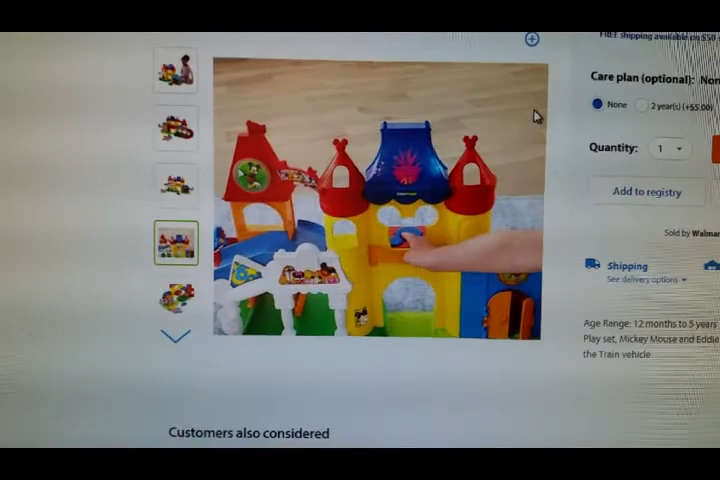 FREE shipping available on $50
Care plan (optional): Non
None
2 year(s) (+$5.00)
Quantity:
1
Add to registry
Sold by Walmar
Shipping
See delivery options
Age Range: 12 months to 5 years
Play set, Mickey Mouse and Eddie
the Train vehicle
Customers also considered